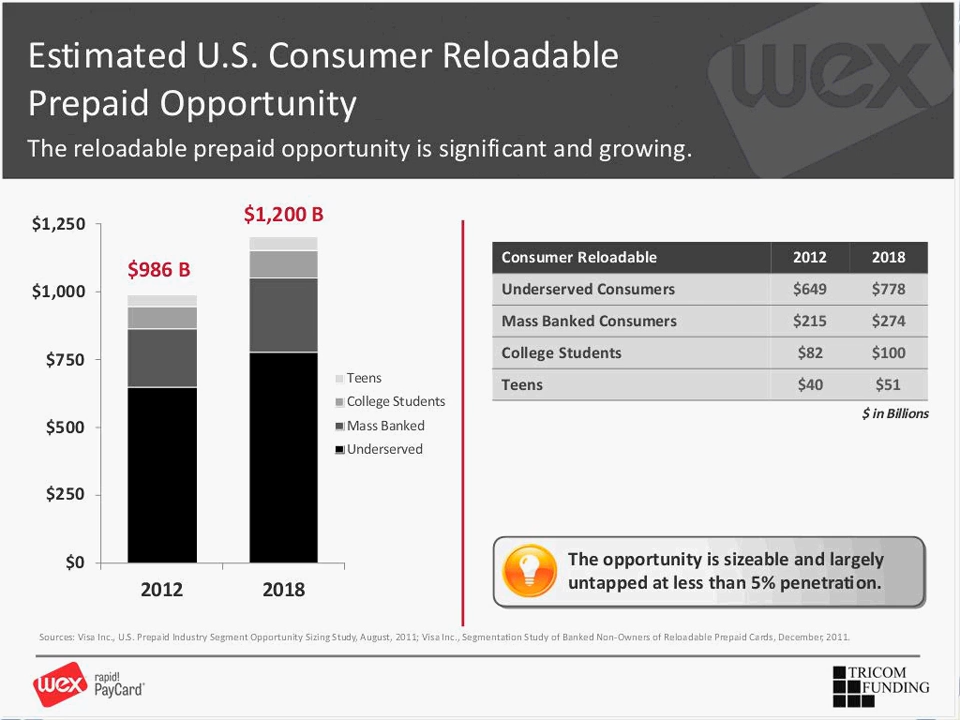 wex
Estimated U.S. Consumer Reloadable
Prepaid Opportunity
The reloadable prepaid opportunity is significant and growing.
$1,250
$1,000
$750
$500
$250
$0
$986 B
$1,200 B
2012 2018
Teens
College Students
Mass Banked
Underserved
Consumer Reloadable 2012 2018
Underserved Consumers $649 $778
Mass Banked Consumers $215 $274
College Students $82 $100
Teens $40 $51
$ in Billions
The opportunity is sizeable and largely
untapped at less than 5% penetration.
Sources: Visa Inc., U.S. Prepaid Industry Segment Opportunity Sizing Study, August, 2011; Visa Inc., Segmentation Study of Banked Non-Owners of Reloadable Prepaid Cards, December, 2011.
wex rapid!
PayCard®
TRICOM
FUNDING